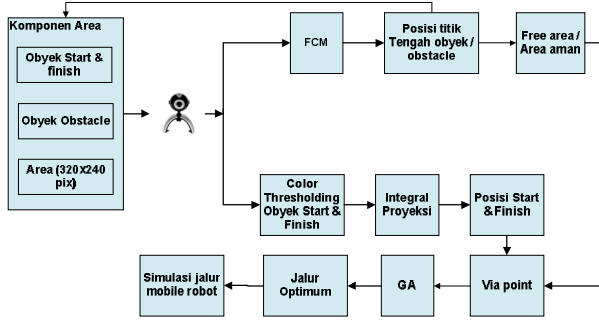 Komponen Area
Obyek Start &
finish
Obyek Obstacle
Area (320x240
pix)
FCM
Posisi titik
Tengah obyek /
obstacle
Free area /
Area aman
Color
Thresholding
Obyek Start &
Finish
Integral
Proyeksi
Posisi Start
& Finish
Simulasi jalur
mobile robot
Jalur
Optimum
GA
Via point